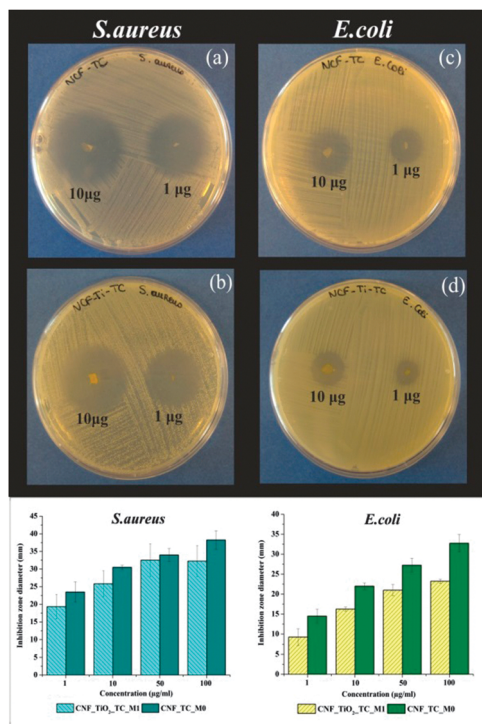 S.aureus
E.coli
(a)
NCF-TC S. aureus
10µg
1 µg
(c)
NCF-TC E.Coli
10 µg
1 µg
(b)
NCF-Ti-TC S.aureus
10µg
1 µg
(d)
NCF-Ti-TC E.Coli
10 µg
1 µg
S.aureus
Inhibition zone diameter (mm)
45
40
35
30
25
20
15
10
5
0
1 10 50 100
Concentration (µg/ml)
CNF_TiO₂_TC_M1 CNF_TC_M0
E.coli
Inhibition zone diameter (mm)
40
35
30
25
20
15
10
5
0
1 10 50 100
Concentration (µg/ml)
CNF_TiO₂_TC_M1 CNF_TC_M0